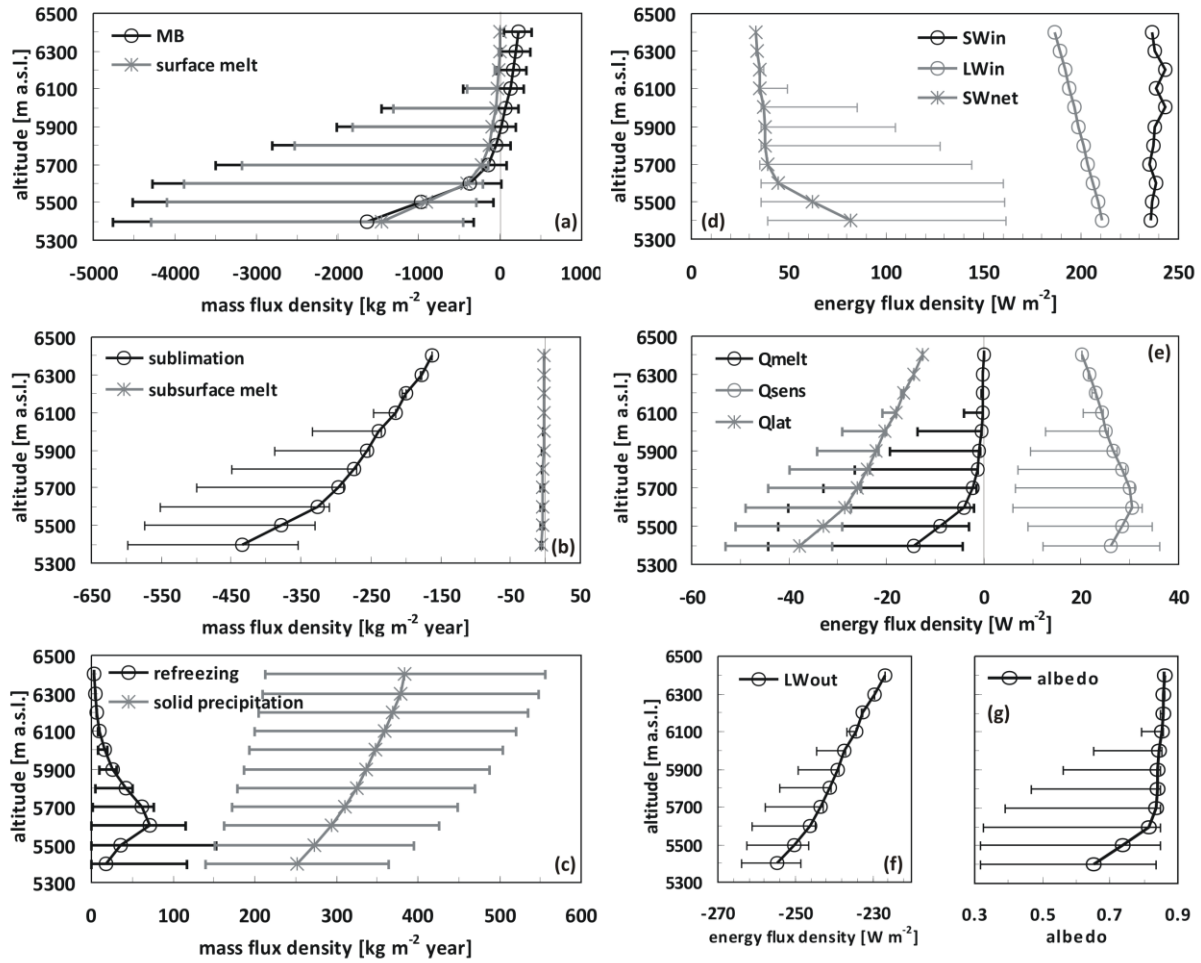 altitude [m a.s.l.]
6500
6300
6100
5900
5700
5500
5300
MB
surface melt
(a)
-5000 -4000 -3000 -2000 -1000 0 1000
mass flux density [kg m⁻² year]
altitude [m a.s.l.]
6500
6300
6100
5900
5700
5500
5300
SWin
LWin
SWnet
(d)
0 50 100 150 200 250
energy flux density [W m⁻²]
altitude [m a.s.l.]
6500
6300
6100
5900
5700
5500
5300
sublimation
subsurface melt
(b)
-650 -550 -450 -350 -250 -150 -50 50
mass flux density [kg m⁻² year]
altitude [m a.s.l.]
6500
6300
6100
5900
5700
5500
5300
(e)
Qmelt
Qsens
Qlat
-60 -40 -20 0 20 40
energy flux density [W m⁻²]
altitude [m a.s.l.]
6500
6300
6100
5900
5700
5500
5300
refreezing
solid precipitation
(c)
0 100 200 300 400 500 600
mass flux density [kg m⁻² year]
altitude [m a.s.l.]
6500
6300
6100
5900
5700
5500
5300
LWout
(f)
-270 -250 -230
energy flux density [W m⁻²]
albedo
(g)
0.3 0.5 0.7 0.9
albedo